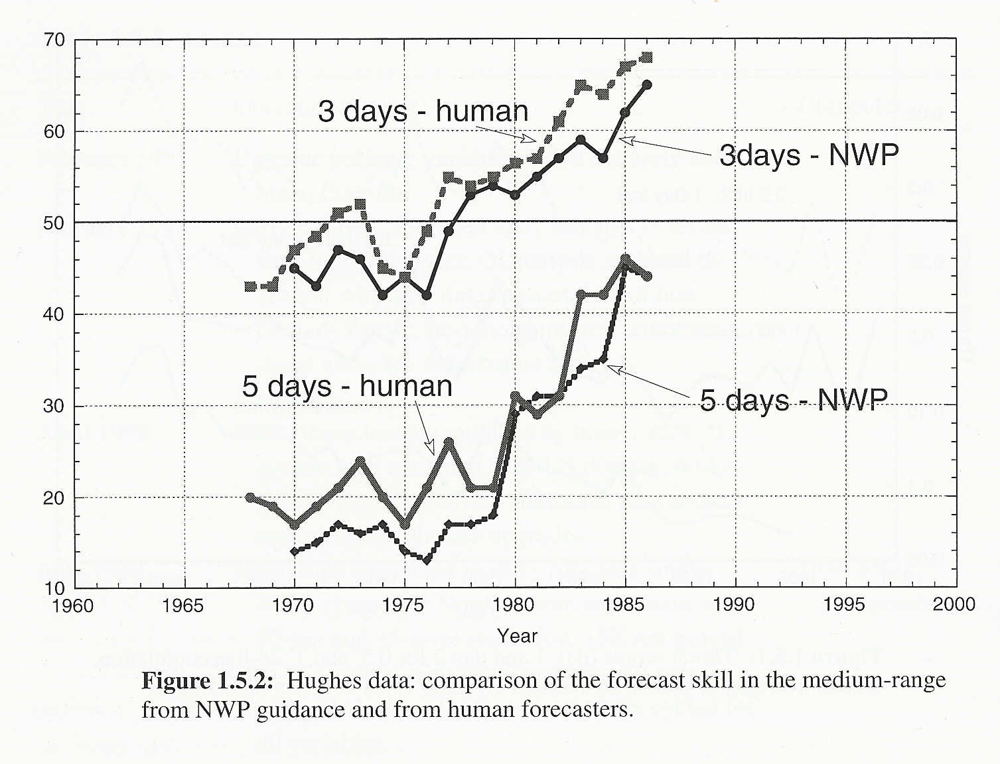 70
60
50
40
30
20
10
3 days - human
3days - NWP
5 days - human
5 days - NWP
1960 1965 1970 1975 1980 1985 1990 1995 2000
Year
Figure 1.5.2: Hughes data: comparison of the forecast skill in the medium-range
from NWP guidance and from human forecasters.